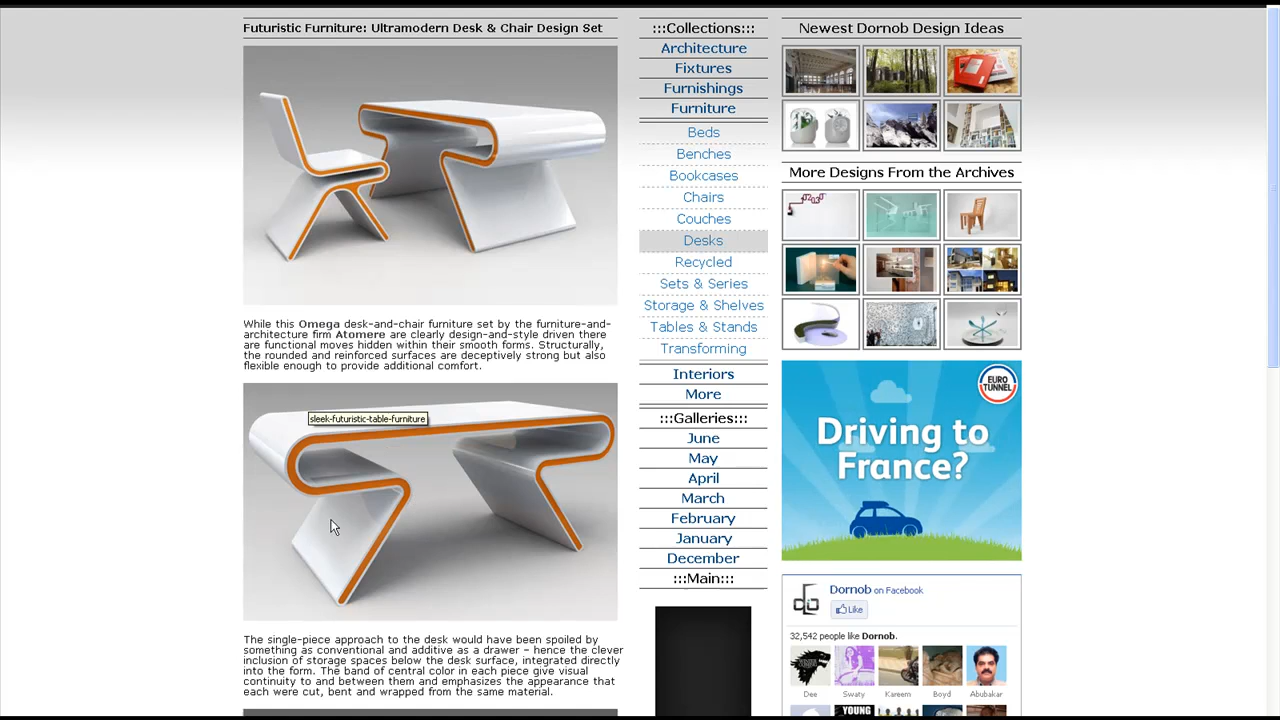 Futuristic Furniture: Ultramodern Desk & Chair Design Set
While this Omega desk-and-chair furniture set by the furniture-and-
architecture firm Atomere are clearly design-and-style driven there
are functional moves hidden within their smooth forms. Structurally,
the rounded and reinforced surfaces are deceptively strong but also
flexible enough to provide additional comfort.
sleek-futuristic-table-furniture
The single-piece approach to the desk would have been spoiled by
something as conventional and additive as a drawer – hence the clever
inclusion of storage spaces below the desk surface, integrated directly
into the form. The band of central color in each piece give visual
continuity to and between them and emphasizes the appearance that
each were cut, bent and wrapped from the same material.
:::Collections:::
Architecture
Fixtures
Furnishings
Furniture
Beds
Benches
Bookcases
Chairs
Couches
Desks
Recycled
Sets & Series
Storage & Shelves
Tables & Stands
Transforming
Interiors
More
:::Galleries:::
June
May
April
March
February
January
December
:::Main:::
Newest Dornob Design Ideas
More Designs From the Archives
EURO
TUNNEL
Driving to
France?
Dornob on Facebook
Like
32,542 people like Dornob.
Dee
Swaty
Kareem
Boyd
Abubakar
YOUNG